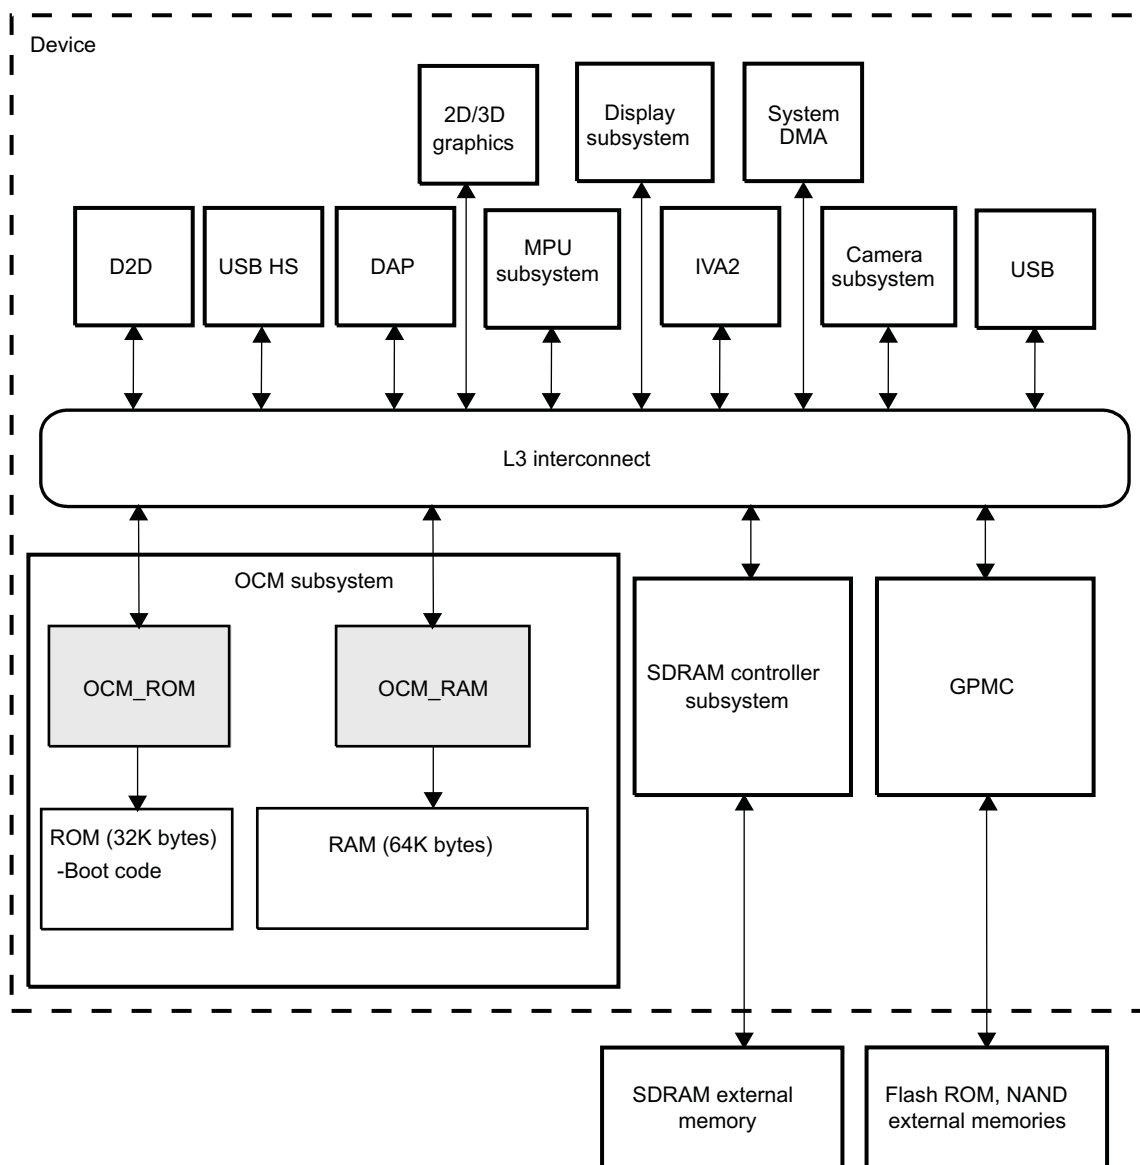 Device
2D/3D
graphics
Display
subsystem
System
DMA
D2D
USB HS
DAP
MPU
subsystem
IVA2
Camera
subsystem
USB
L3 interconnect
OCM subsystem
OCM_ROM
OCM_RAM
SDRAM controller
subsystem
GPMC
ROM (32K bytes)
-Boot code
RAM (64K bytes)
SDRAM external
memory
Flash ROM, NAND
external memories